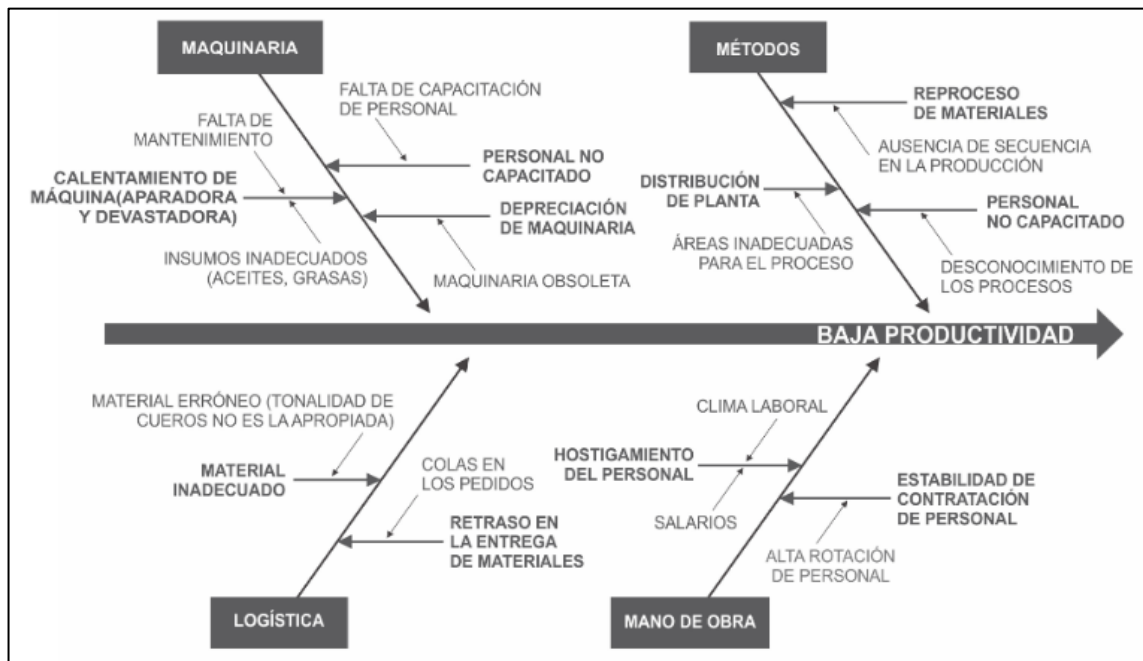 MAQUINARIA
FALTA DE CAPACITACIÓN
DE PERSONAL
FALTA DE
MANTENIMIENTO
CALENTAMIENTO DE
MÁQUINA(APARADORA
Y DEVASTADORA)
PERSONAL NO
CAPACITADO
DEPRECIACIÓN
DE MAQUINARIA
INSUMOS INADECUADOS
(ACEITES, GRASAS)
MAQUINARIA OBSOLETA
MÉTODOS
REPROCESO
DE MATERIALES
AUSENCIA DE SECUENCIA
EN LA PRODUCCIÓN
DISTRIBUCIÓN
DE PLANTA
PERSONAL
NO CAPACITADO
ÁREAS INADECUADAS
PARA EL PROCESO
DESCONOCIMIENTO DE
LOS PROCESOS
BAJA PRODUCTIVIDAD
MATERIAL ERRÓNEO (TONALIDAD DE
CUEROS NO ES LA APROPIADA)
MATERIAL
INADECUADO
COLAS EN
LOS PEDIDOS
RETRASO EN
LA ENTREGA
DE MATERIALES
LOGÍSTICA
CLIMA LABORAL
HOSTIGAMIENTO
DEL PERSONAL
SALARIOS
ESTABILIDAD DE
CONTRATACIÓN
DE PERSONAL
ALTA ROTACIÓN
DE PERSONAL
MANO DE OBRA